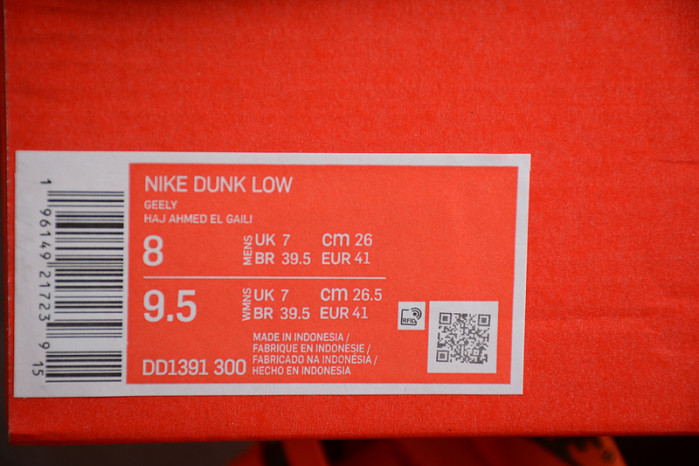 NIKE DUNK LOW
GEELY
HAJ AHMED EL GAILI
8 MENS UK 7 cm 26
BR 39.5 EUR 41
9.5 WMNS UK 7 cm 26.5
BR 39.5 EUR 41
MADE IN INDONESIA /
FABRIQUE EN INDONESIE /
FABRICADO NA INDONÉSIA /
HECHO EN INDONESIA
DD1391 300
RFID
1 96149 21723 9 15